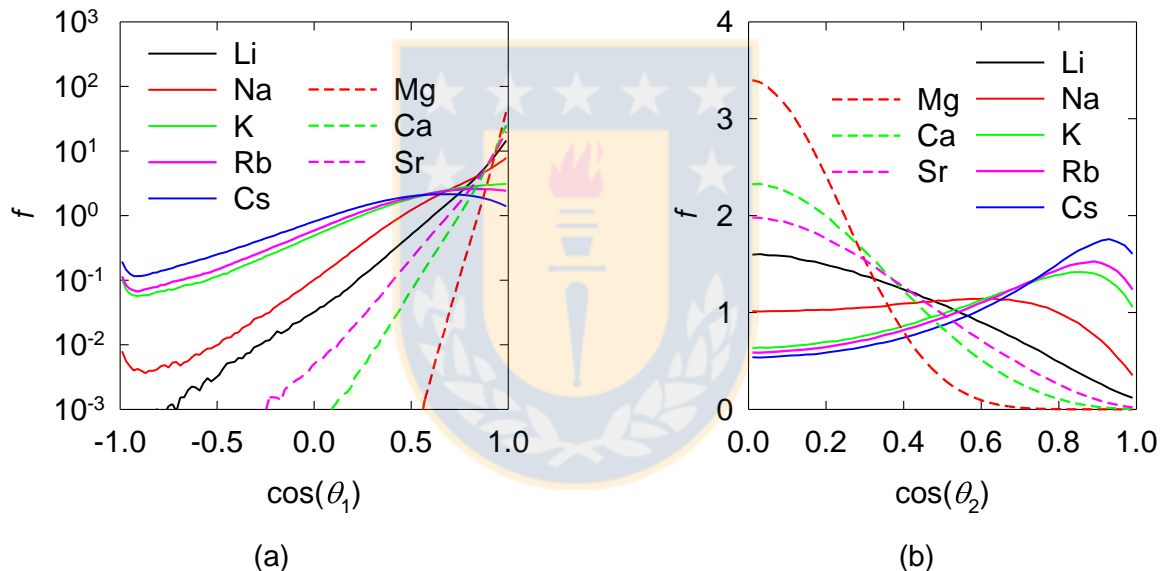 10³
10²
10¹
10⁰
10⁻¹
10⁻²
10⁻³
f
Li
Na
K
Rb
Cs
Mg
Ca
Sr
-1.0 -0.5 0.0 0.5 1.0
cos(θ₁)
(a)
4
3
2
1
0
f
Mg
Ca
Sr
Li
Na
K
Rb
Cs
0.0 0.2 0.4 0.6 0.8 1.0
cos(θ₂)
(b)